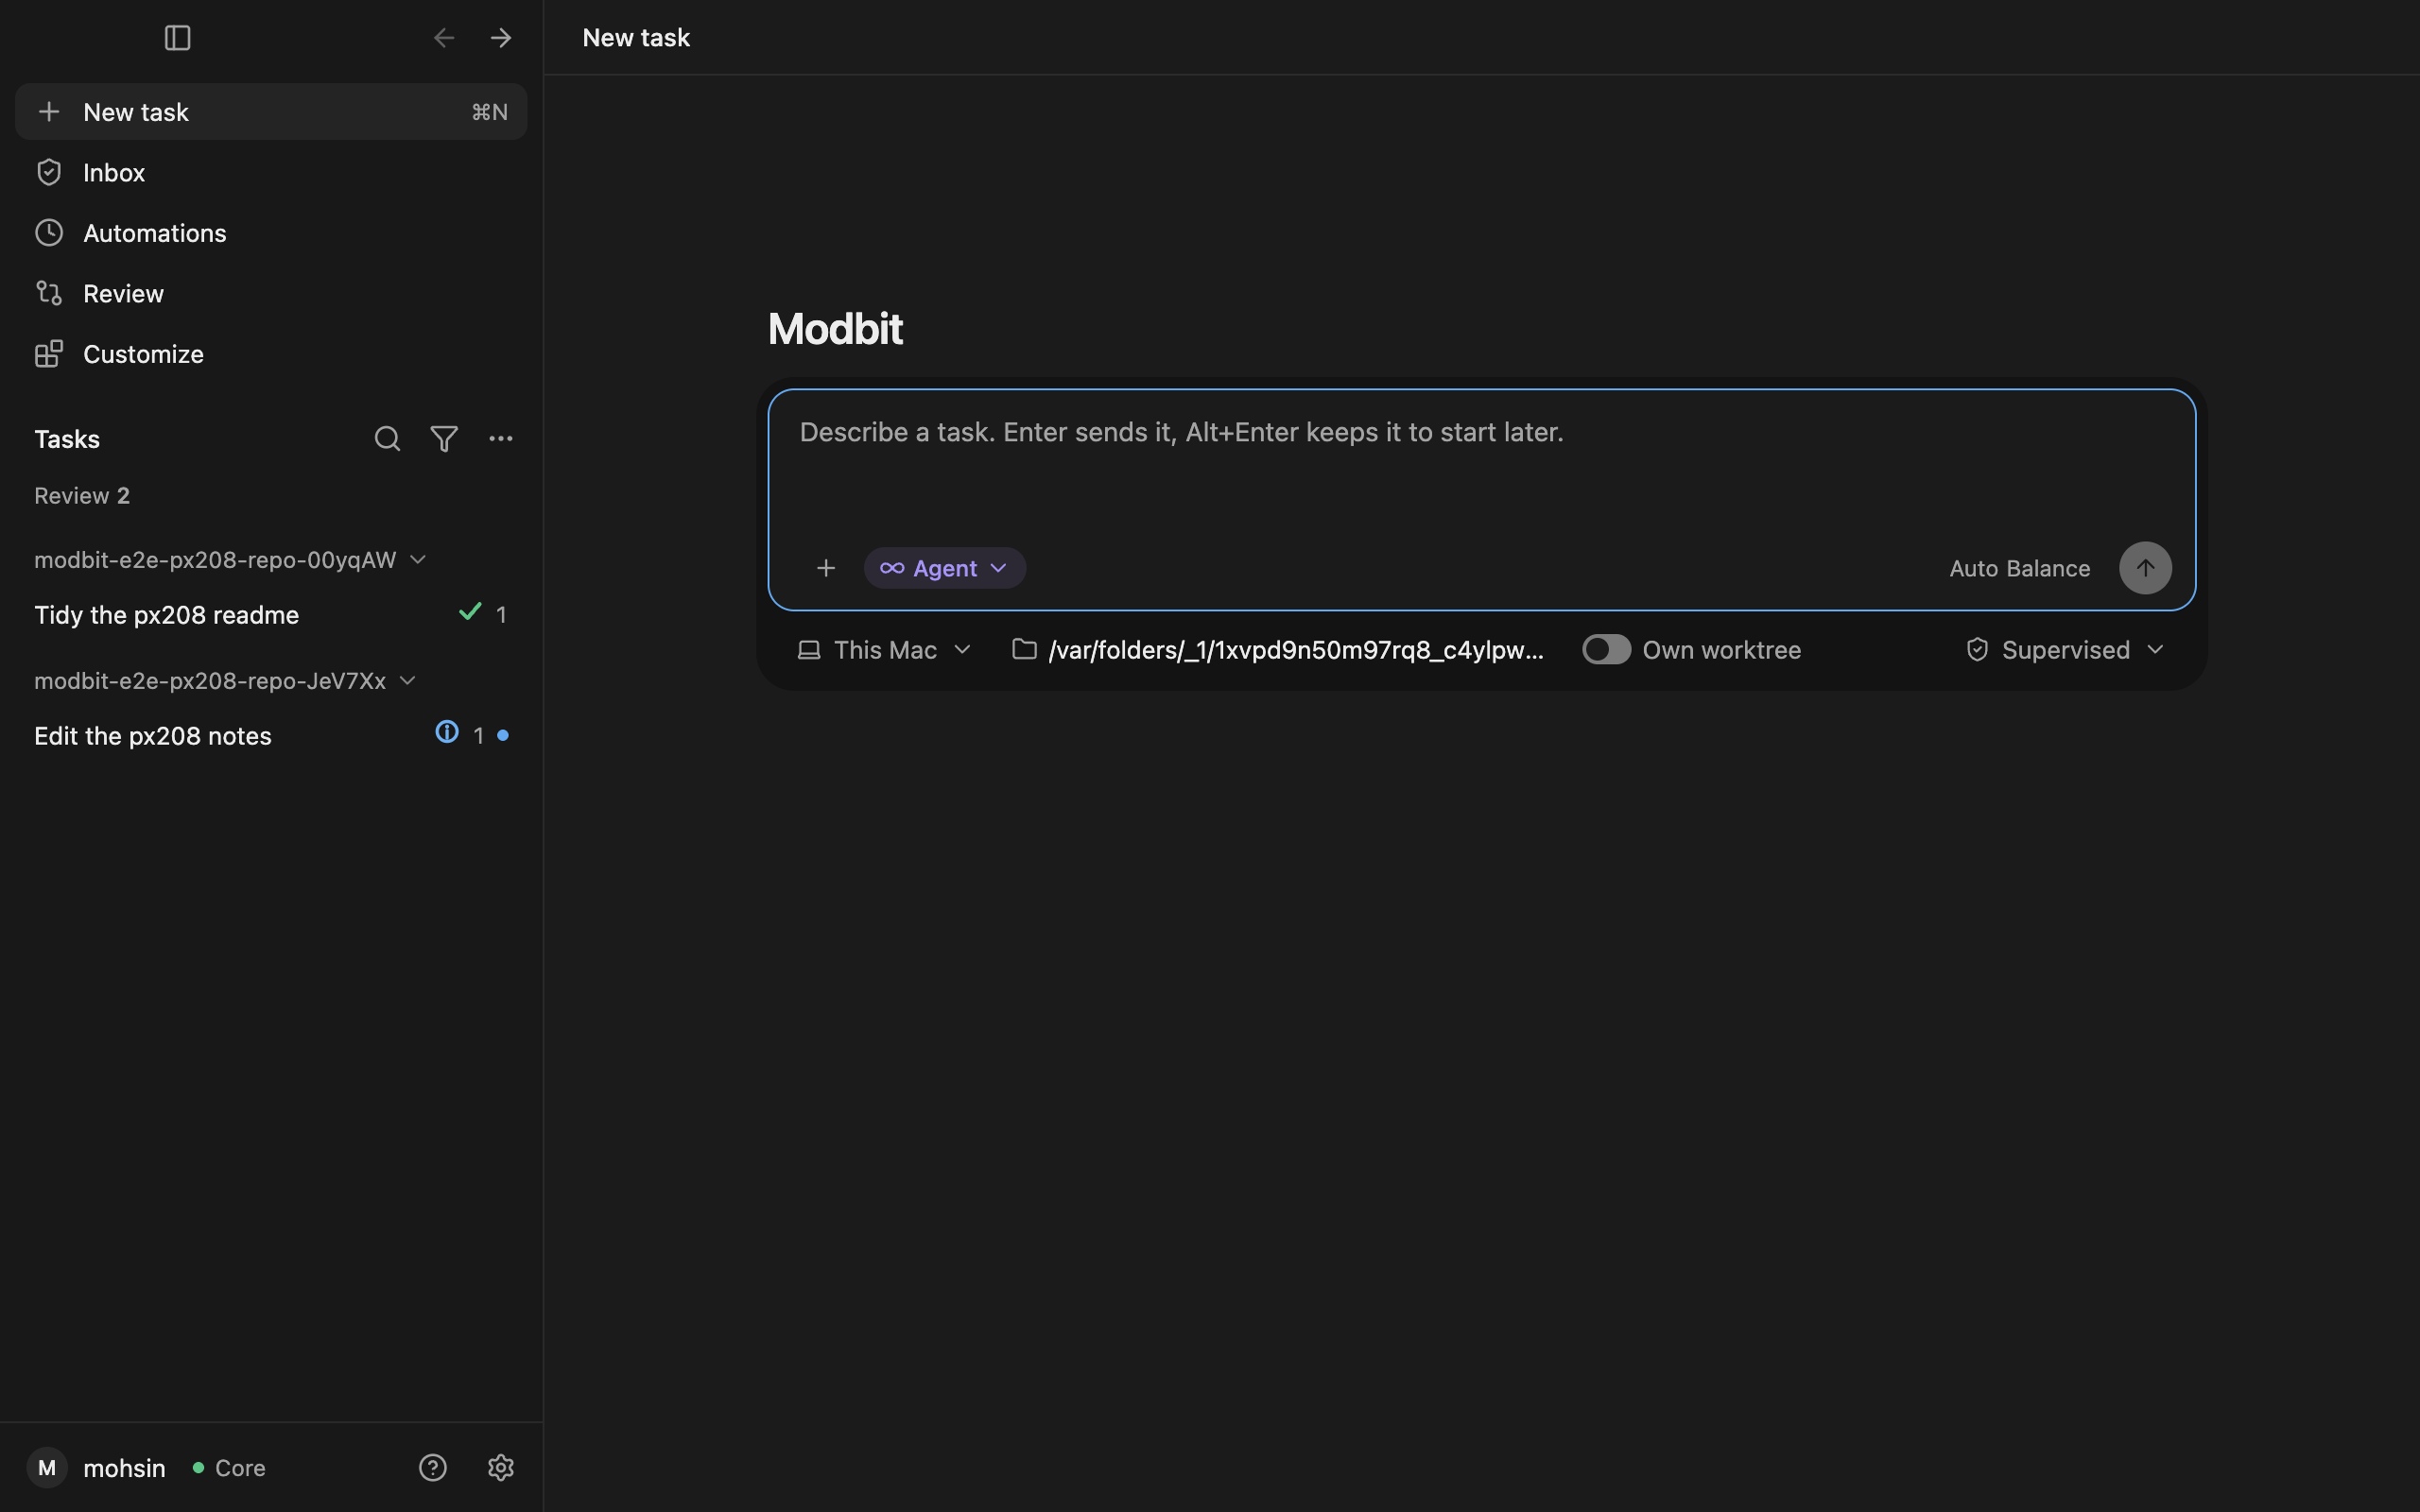 New task
New task ⌘N
Inbox
Automations
Review
Customize
Tasks
Review 2
modbit-e2e-px208-repo-00yqAW
Tidy the px208 readme 1
modbit-e2e-px208-repo-JeV7Xx
Edit the px208 notes 1
M mohsin Core
Modbit
Describe a task. Enter sends it, Alt+Enter keeps it to start later.
Agent Auto Balance
This Mac /var/folders/_1/1xvpd9n50m97rq8_c4ylpw... Own worktree Supervised